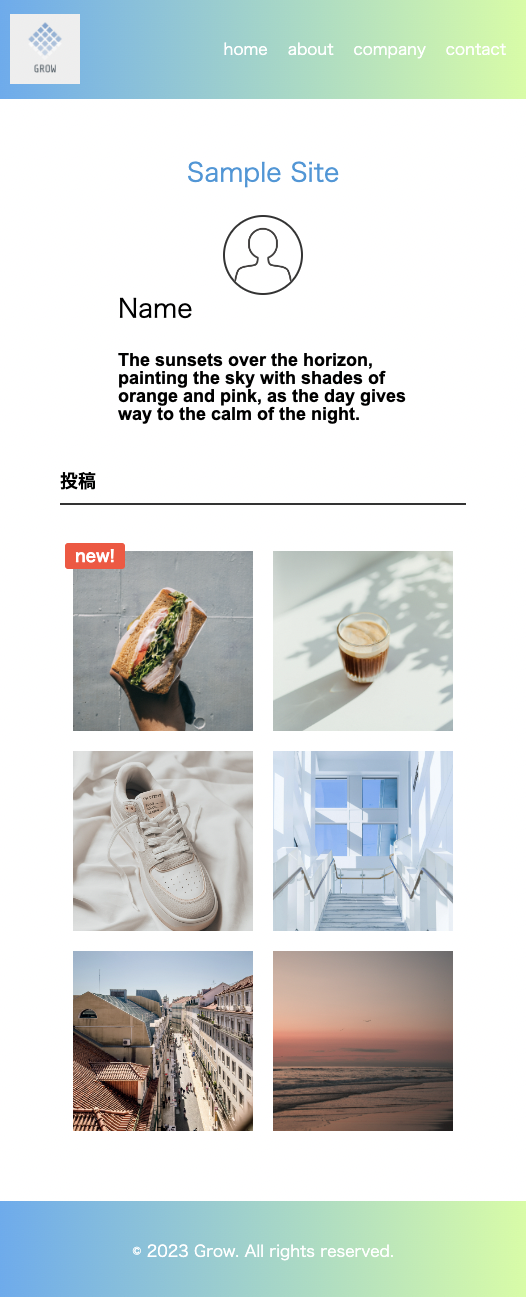 GROW
home about company contact
Sample Site
Name
The sunsets over the horizon,
painting the sky with shades of
orange and pink, as the day gives
way to the calm of the night.
投稿
new!
© 2023 Grow. All rights reserved.